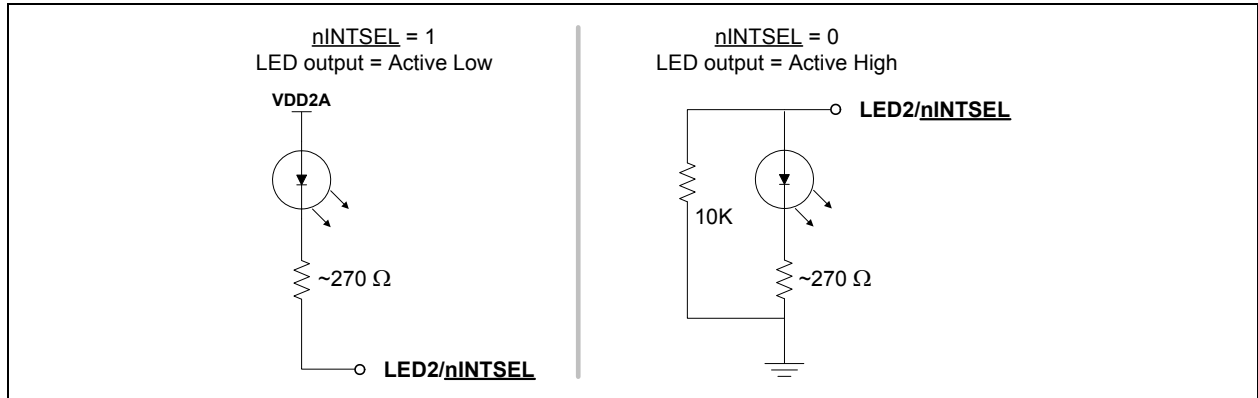 nINTSEL = 1
LED output = Active Low
VDD2A
~270 Ω
LED2/nINTSEL
nINTSEL = 0
LED output = Active High
LED2/nINTSEL
10K
~270 Ω